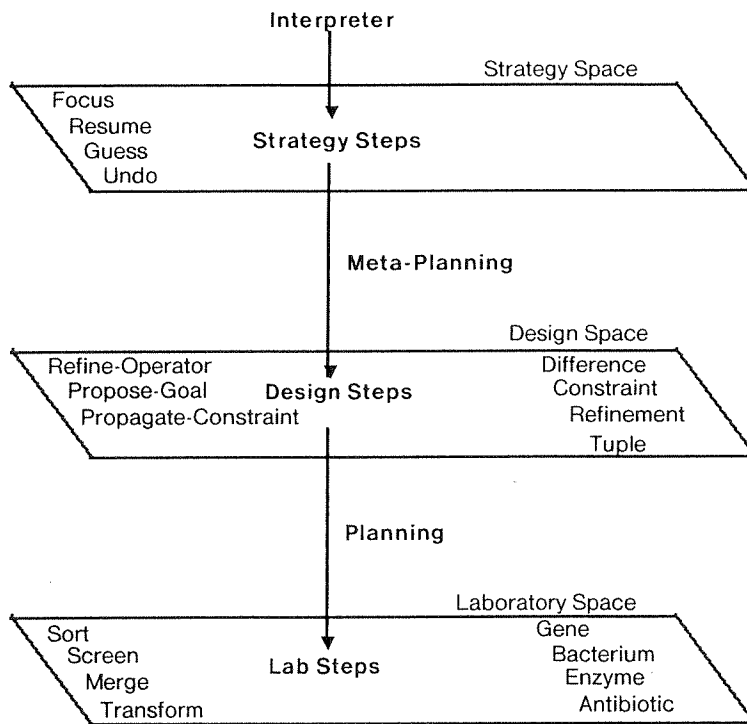 Interpreter
Strategy Space
Focus
Resume
Guess
Undo
Strategy Steps
Meta-Planning
Design Space
Refine-Operator
Propose-Goal
Propagate-Constraint
Design Steps
Difference
Constraint
Refinement
Tuple
Planning
Laboratory Space
Sort
Screen
Merge
Transform
Lab Steps
Gene
Bacterium
Enzyme
Antibiotic